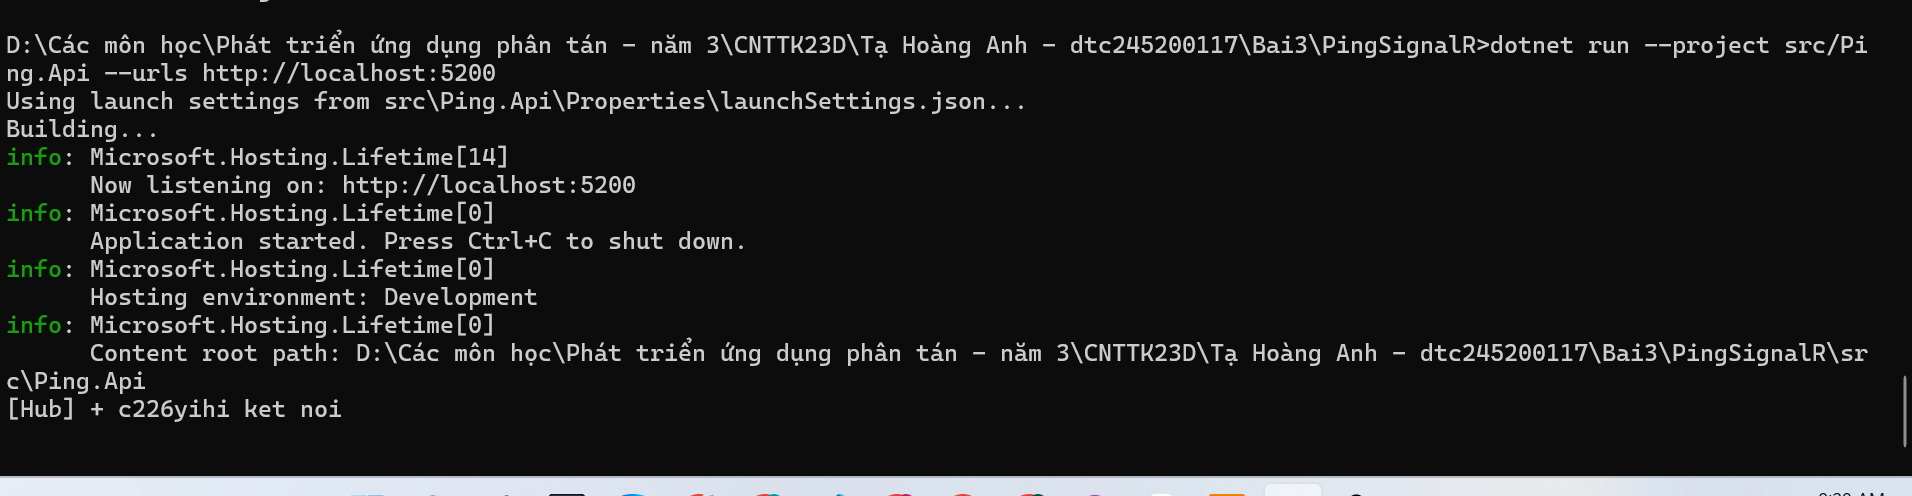 D:\Các môn học\Phát triển ứng dụng phân tán - năm 3\CNTTK23D\Tạ Hoàng Anh - dtc245200117\Bai3\PingSignalR>dotnet run --project src/Pi
ng.Api --urls http://localhost:5200
Using launch settings from src\Ping.Api\Properties\launchSettings.json...
Building...
info: Microsoft.Hosting.Lifetime[14]
      Now listening on: http://localhost:5200
info: Microsoft.Hosting.Lifetime[0]
      Application started. Press Ctrl+C to shut down.
info: Microsoft.Hosting.Lifetime[0]
      Hosting environment: Development
info: Microsoft.Hosting.Lifetime[0]
      Content root path: D:\Các môn học\Phát triển ứng dụng phân tán - năm 3\CNTTK23D\Tạ Hoàng Anh - dtc245200117\Bai3\PingSignalR\sr
c\Ping.Api
[Hub] + c226yihi ket noi